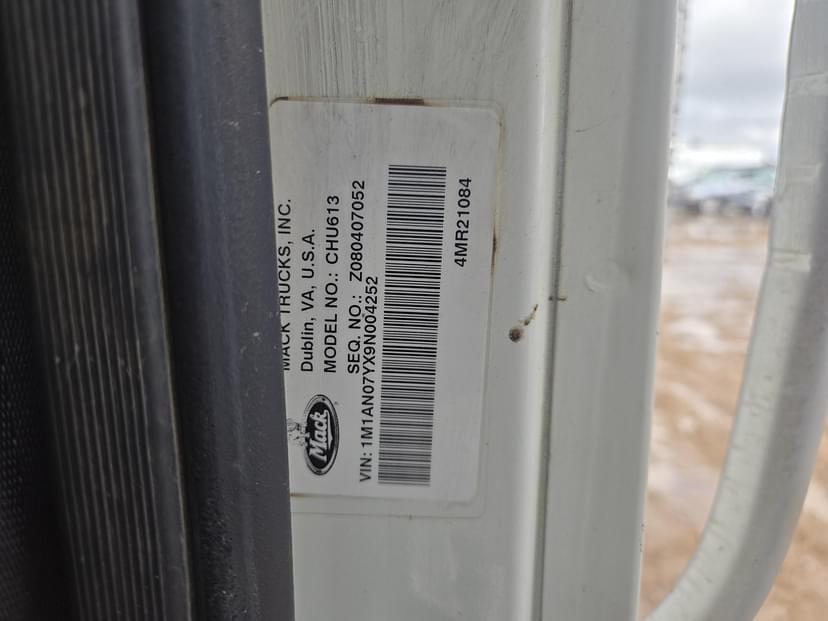 MACK TRUCKS, INC.
Dublin, VA, U.S.A.
MODEL NO.: CHU613
SEQ. NO.: Z080407052
VIN: 1M1AN07YX9N004252
4MR21084
Mack